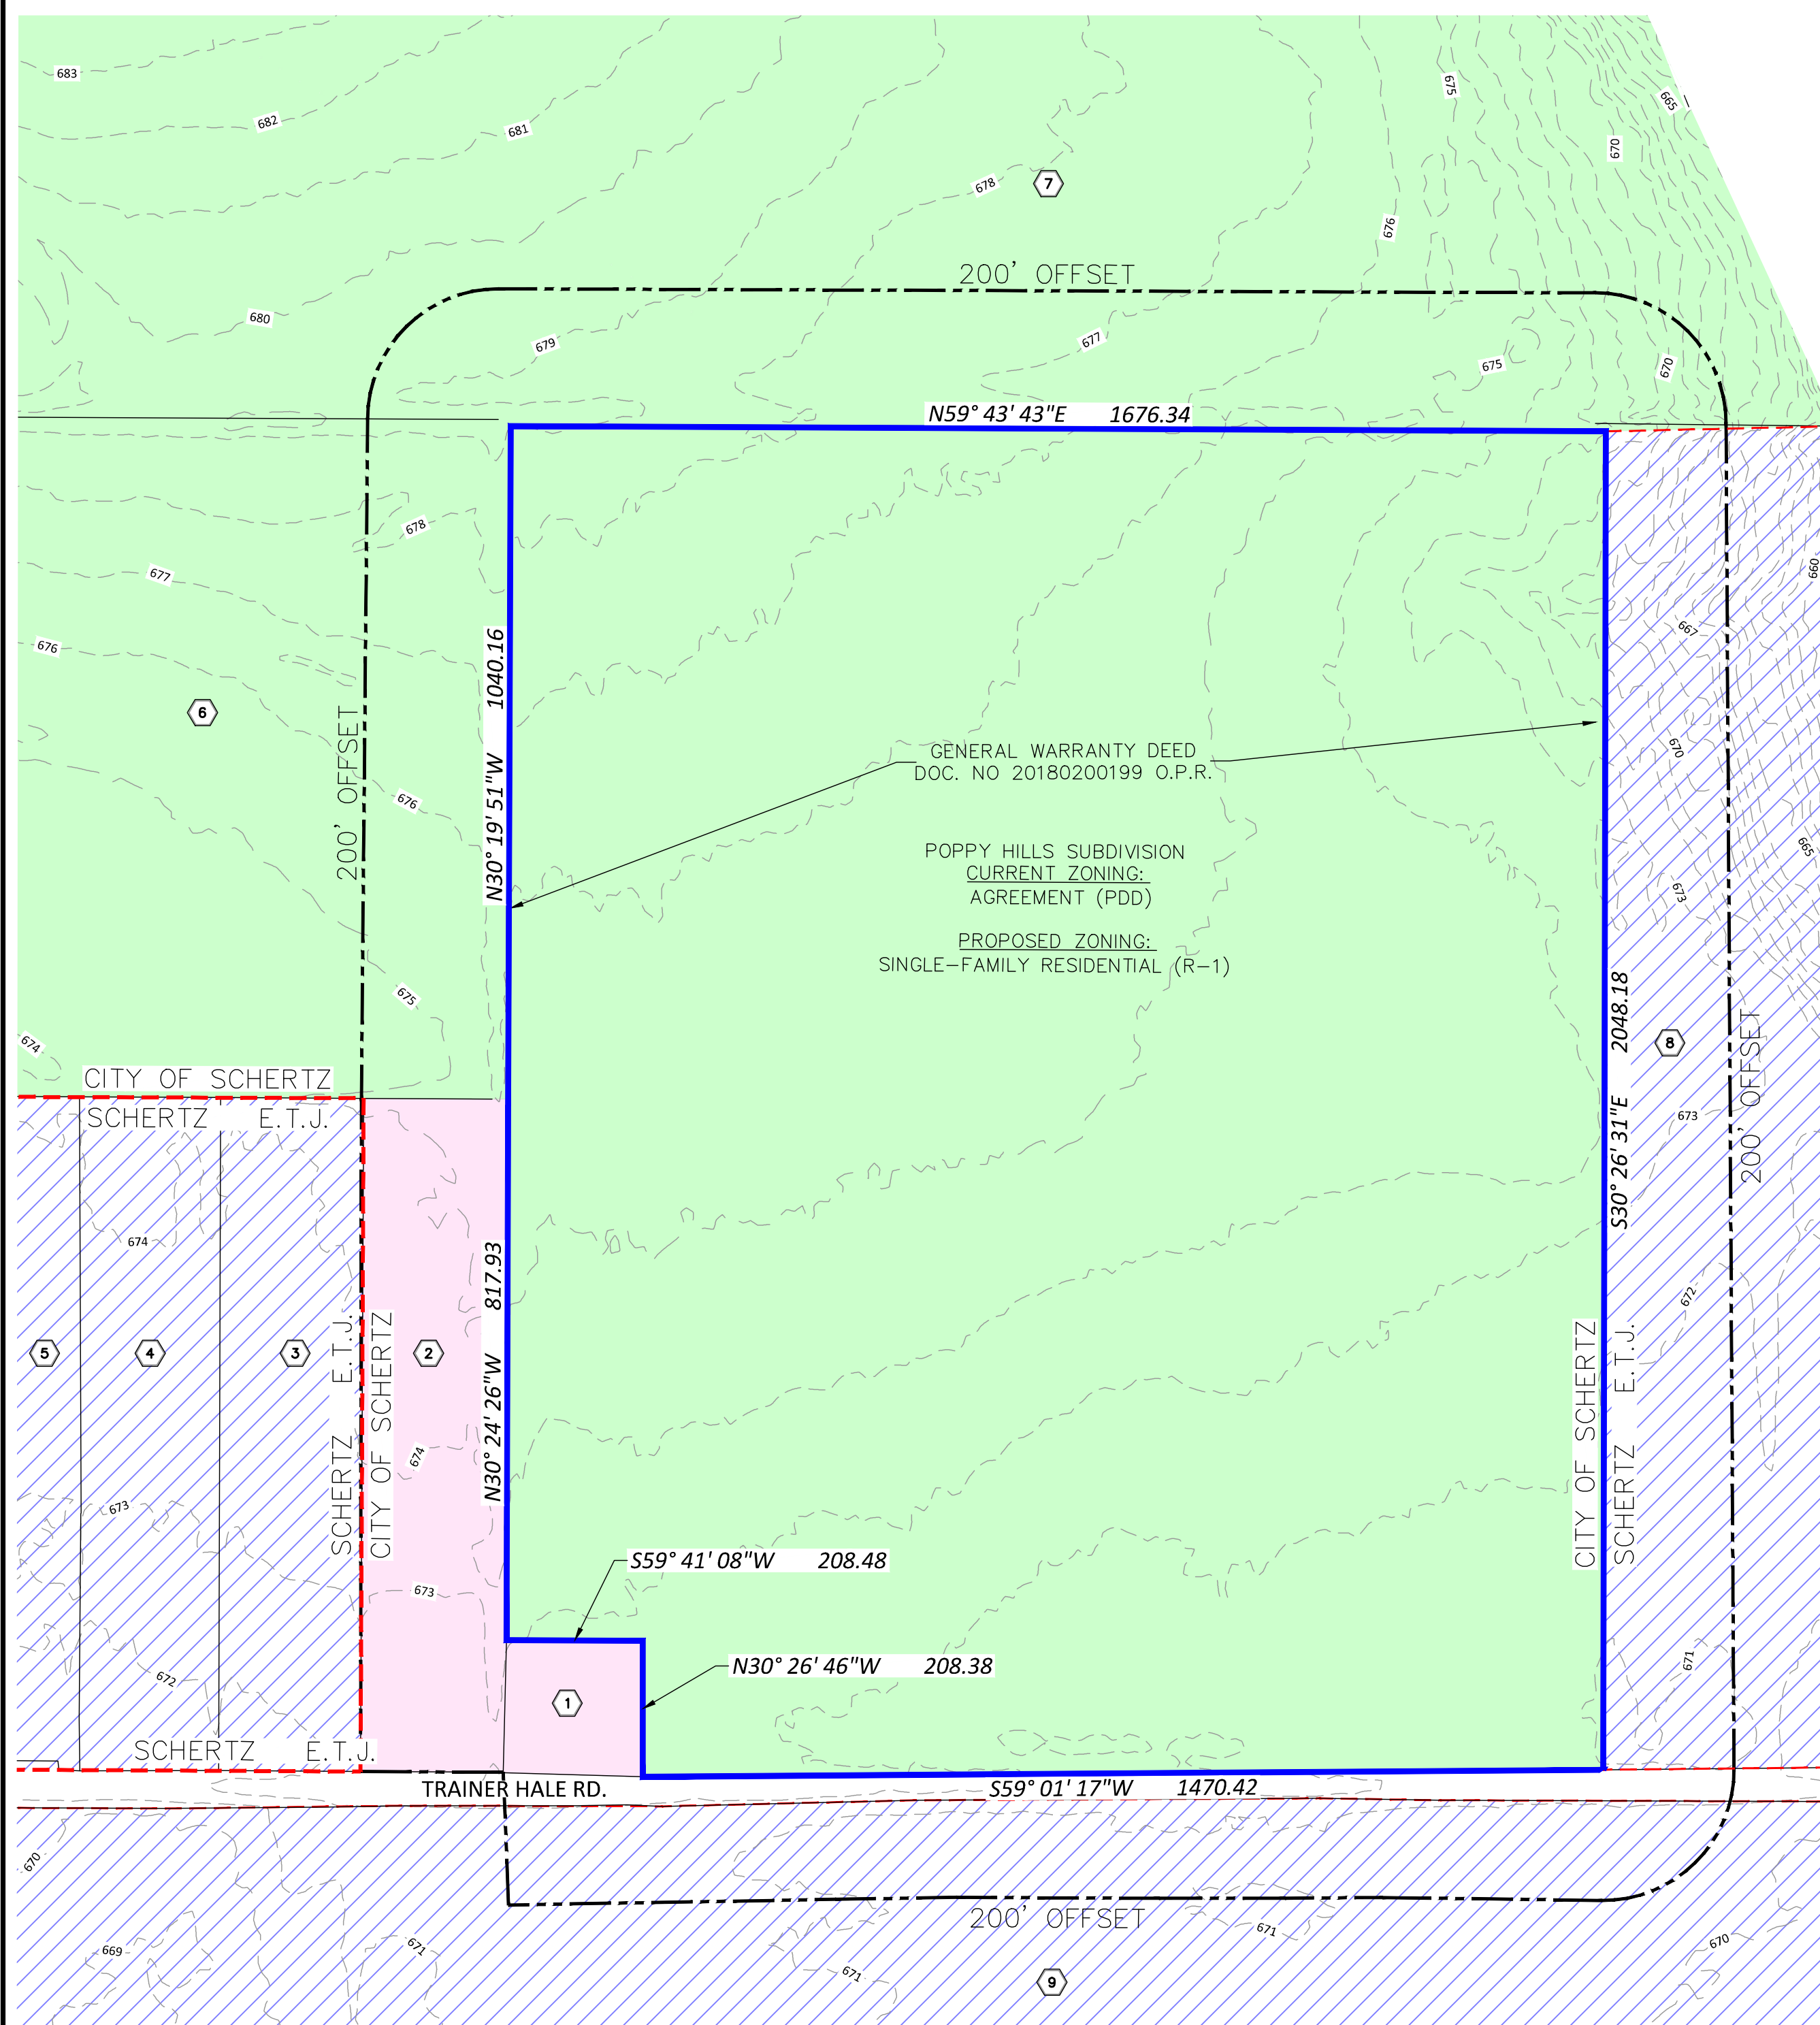 683
682
681
675
665
670
678
7
676
680
200' OFFSET
679
677
675
670
N59° 43' 43"E 1676.34
678
677
660
676
667
N30° 19' 51"W 1040.16
6
200' OFFSET
676
GENERAL WARRANTY DEED
DOC. NO 20180200199 O.P.R.
670
POPPY HILLS SUBDIVISION
CURRENT ZONING:
AGREEMENT (PDD)
PROPOSED ZONING:
SINGLE-FAMILY RESIDENTIAL (R-1)
665
673
675
674
S30° 26' 31"E 2048.18
8
200' OFFSET
CITY OF SCHERTZ
SCHERTZ E.T.J.
673
674
672
N30° 24' 26"W 817.93
5
4
3
2
SCHERTZ E.T.J.
CITY OF SCHERTZ
CITY OF SCHERTZ
SCHERTZ E.T.J.
674
673
S59° 41' 08"W 208.48
673
672
N30° 26' 46"W 208.38
671
1
SCHERTZ E.T.J.
TRAINER HALE RD.
S59° 01' 17"W 1470.42
670
200' OFFSET
669
671
671
671
670
9